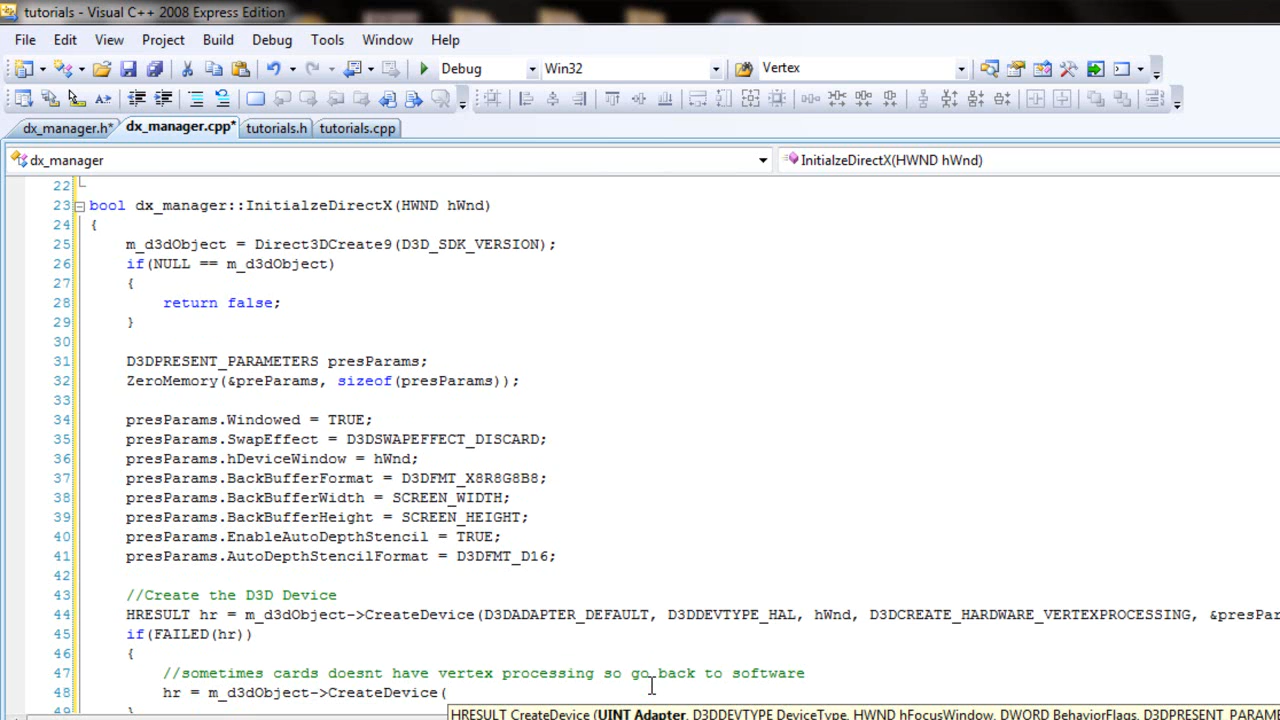 tutorials - Visual C++ 2008 Express Edition
File Edit View Project Build Debug Tools Window Help
Debug Win32 Vertex
dx_manager.h* dx_manager.cpp* tutorials.h tutorials.cpp
dx_manager InitialzeDirectX(HWND hWnd)
22
23 bool dx_manager::InitialzeDirectX(HWND hWnd)
24 {
25 m_d3dObject = Direct3DCreate9(D3D_SDK_VERSION);
26 if(NULL == m_d3dObject)
27 {
28 return false;
29 }
30
31 D3DPRESENT_PARAMETERS presParams;
32 ZeroMemory(&preParams, sizeof(presParams));
33
34 presParams.Windowed = TRUE;
35 presParams.SwapEffect = D3DSWAPEFFECT_DISCARD;
36 presParams.hDeviceWindow = hWnd;
37 presParams.BackBufferFormat = D3DFMT_X8R8G8B8;
38 presParams.BackBufferWidth = SCREEN_WIDTH;
39 presParams.BackBufferHeight = SCREEN_HEIGHT;
40 presParams.EnableAutoDepthStencil = TRUE;
41 presParams.AutoDepthStencilFormat = D3DFMT_D16;
42
43 //Create the D3D Device
44 HRESULT hr = m_d3dObject->CreateDevice(D3DADAPTER_DEFAULT, D3DDEVTYPE_HAL, hWnd, D3DCREATE_HARDWARE_VERTEXPROCESSING, &presPar
45 if(FAILED(hr))
46 {
47 //sometimes cards doesnt have vertex processing so go back to software
48 hr = m_d3dObject->CreateDevice(
49 }
HRESULT CreateDevice (UINT Adapter, D3DDEVTYPE DeviceType, HWND hFocusWindow, DWORD BehaviorFlags, D3DPRESENT_PARAM